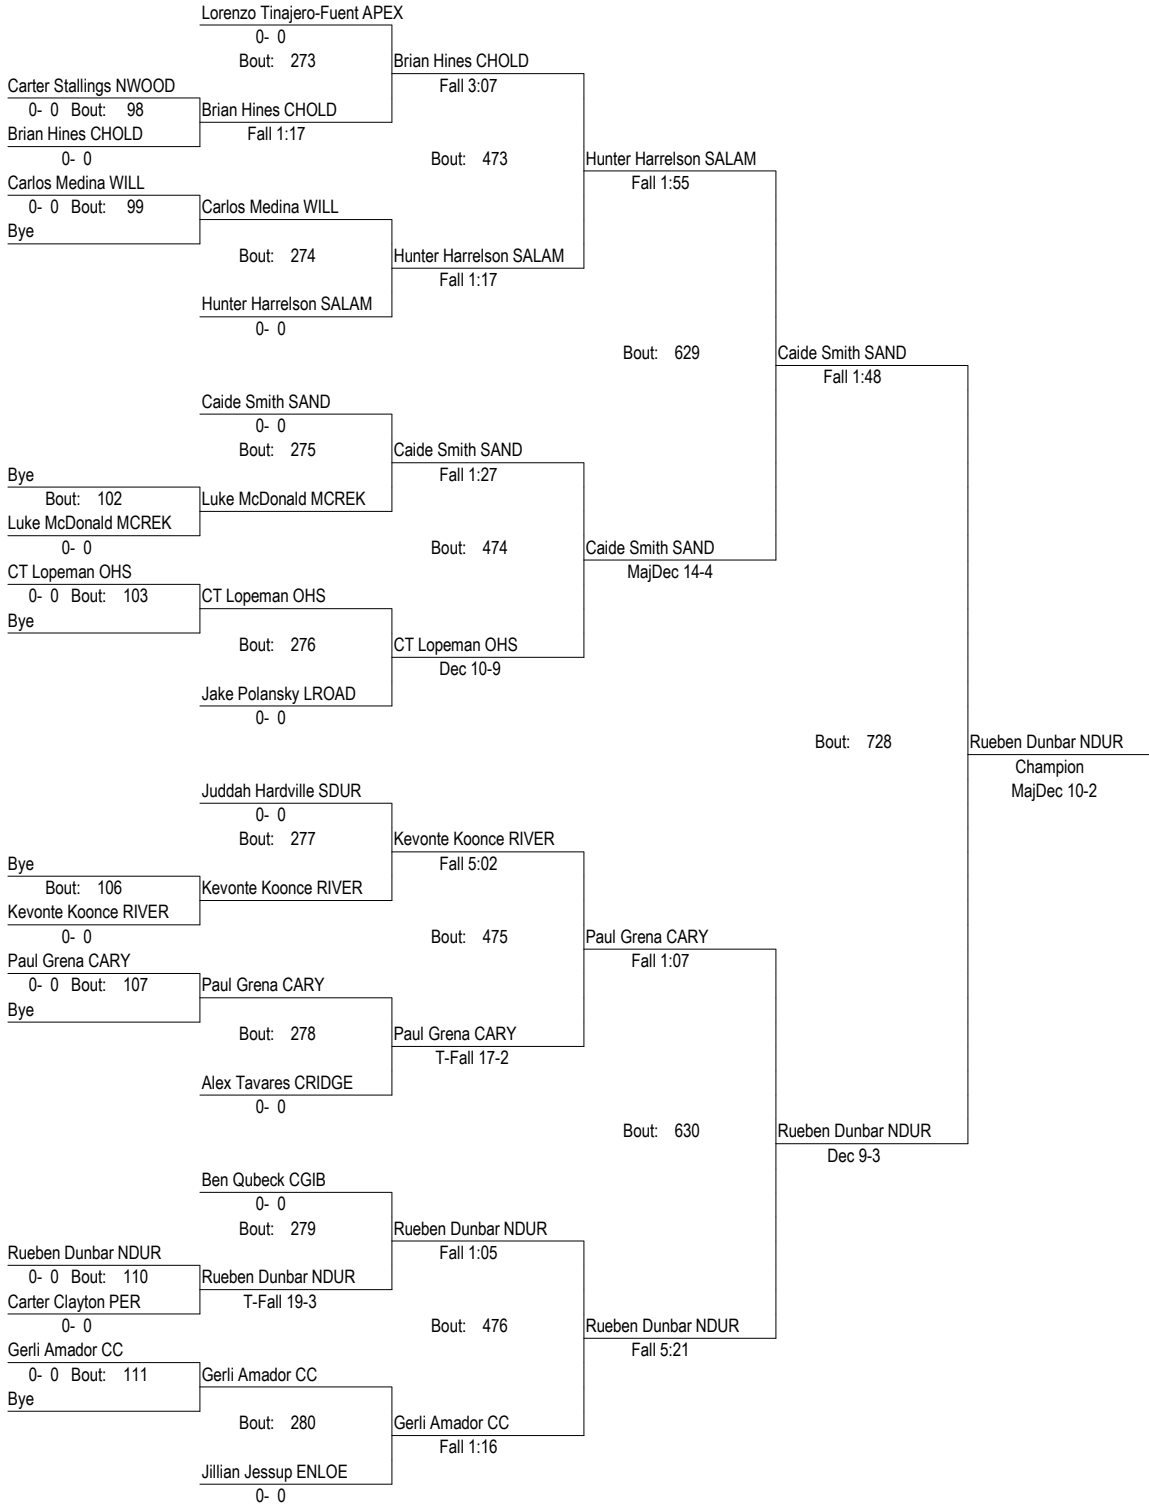 Lorenzo Tinajero-Fuent APEX
0- 0
Bout: 273
Brian Hines CHOLD
Fall 3:07
Carter Stallings NWOOD
0- 0 Bout: 98
Brian Hines CHOLD
Brian Hines CHOLD
Fall 1:17
0- 0
Bout: 473
Hunter Harrelson SALAM
Fall 1:55
Carlos Medina WILL
0- 0 Bout: 99
Carlos Medina WILL
Bye
Bout: 274
Hunter Harrelson SALAM
Fall 1:17
Hunter Harrelson SALAM
0- 0
Bout: 629
Caide Smith SAND
Fall 1:48
Caide Smith SAND
0- 0
Bout: 275
Caide Smith SAND
Fall 1:27
Bye
Bout: 102
Luke McDonald MCREK
Luke McDonald MCREK
0- 0
Bout: 474
Caide Smith SAND
MajDec 14-4
CT Lopeman OHS
0- 0 Bout: 103
CT Lopeman OHS
Bye
Bout: 276
CT Lopeman OHS
Dec 10-9
Jake Polansky LROAD
0- 0
Bout: 728
Rueben Dunbar NDUR
Champion
MajDec 10-2
Juddah Hardville SDUR
0- 0
Bout: 277
Kevonte Koonce RIVER
Fall 5:02
Bye
Bout: 106
Kevonte Koonce RIVER
Kevonte Koonce RIVER
0- 0
Bout: 475
Paul Grena CARY
Fall 1:07
Paul Grena CARY
0- 0 Bout: 107
Paul Grena CARY
Bye
Bout: 278
Paul Grena CARY
T-Fall 17-2
Alex Tavares CRIDGE
0- 0
Bout: 630
Rueben Dunbar NDUR
Dec 9-3
Ben Qubeck CGIB
0- 0
Bout: 279
Rueben Dunbar NDUR
Fall 1:05
Rueben Dunbar NDUR
0- 0 Bout: 110
Rueben Dunbar NDUR
T-Fall 19-3
Carter Clayton PER
0- 0
Bout: 476
Rueben Dunbar NDUR
Fall 5:21
Gerli Amador CC
0- 0 Bout: 111
Gerli Amador CC
Bye
Bout: 280
Gerli Amador CC
Fall 1:16
Jillian Jessup ENLOE
0- 0